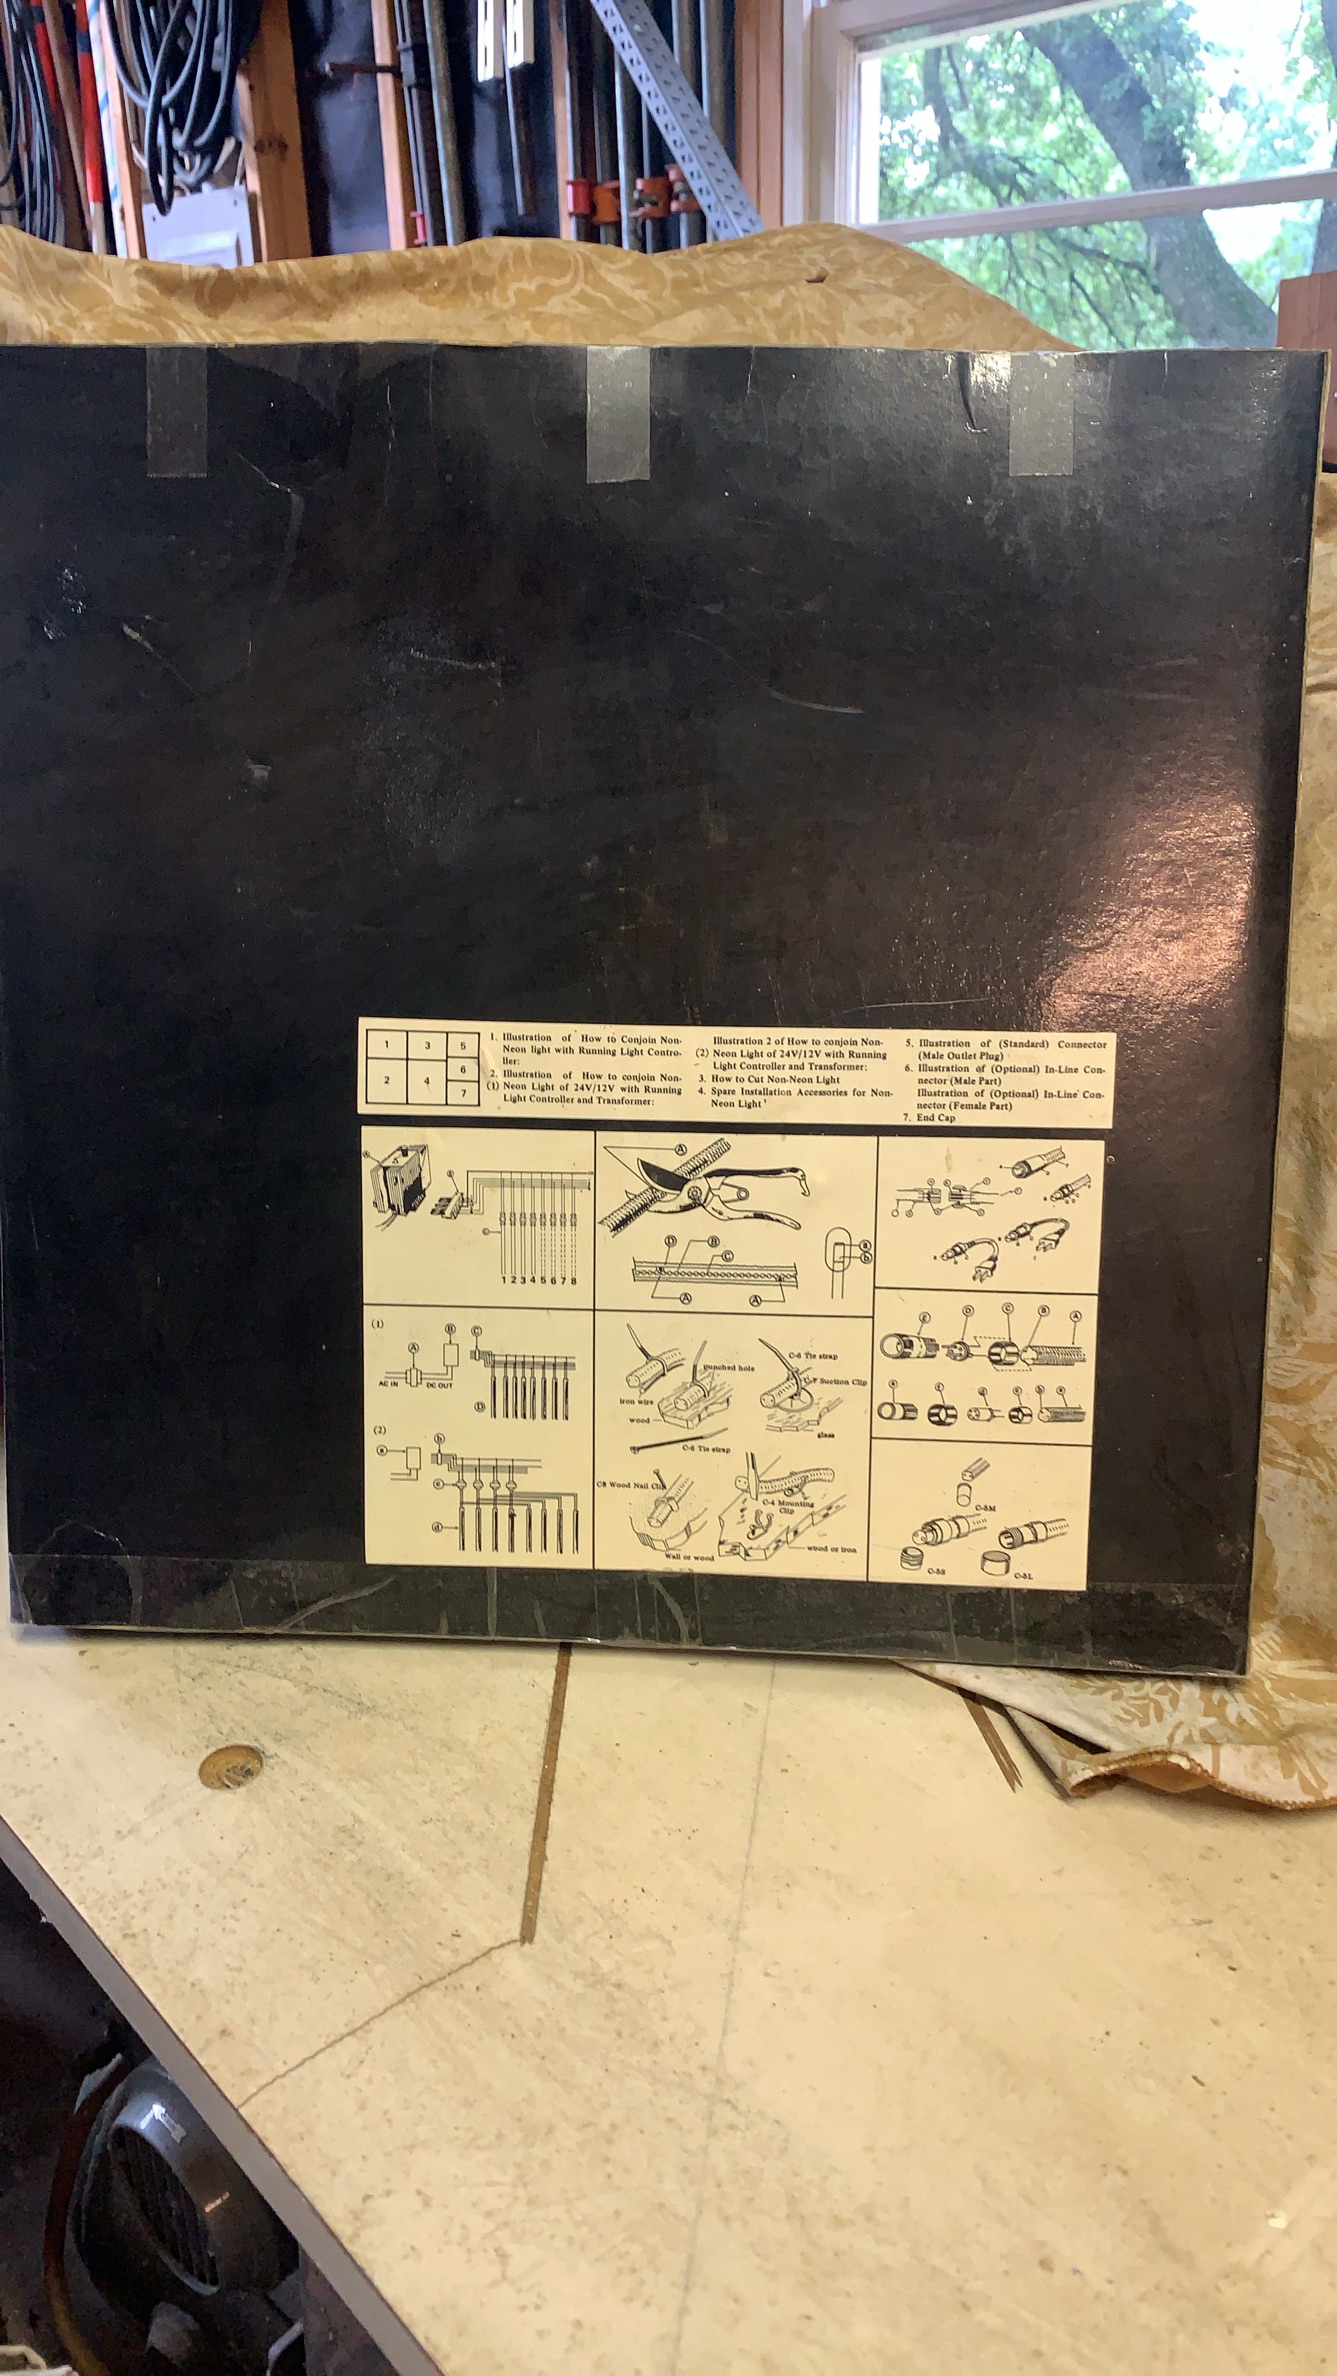 1 3 5
6
2 4
7
1. Illustration of How to Conjoin Non-
Neon light with Running Light Contro-
ller:
2. Illustration of How to conjoin Non-
(1) Neon Light of 24V/12V with Running
Light Controller and Transformer:
Illustration 2 of How to conjoin Non-
(2) Neon Light of 24V/12V with Running
Light Controller and Transformer:
3. How to Cut Non-Neon Light
4. Spare Installation Accessories for Non-
Neon Light
5. Illustration of (Standard) Connector
(Male Outlet Plug)
6. Illustration of (Optional) In-Line Con-
nector (Male Part)
Illustration of (Optional) In-Line Con-
nector (Female Part)
7. End Cap
1 2 3 4 5 6 7 8
(1)
A
B
C
AC IN
DC OUT
D
(2)
a
b
c
d
A
D
B
C
A
A
a
b
punched hole
iron wire
wood
C-6 Tie strap
C-6 Tie strap
C-7 Suction Clip
glass
C8 Wood Nail Clip
Wall or wood
C-4 Mounting
Clip
wood or iron
E
D
C
B
A
C-5M
C-5S
C-5L